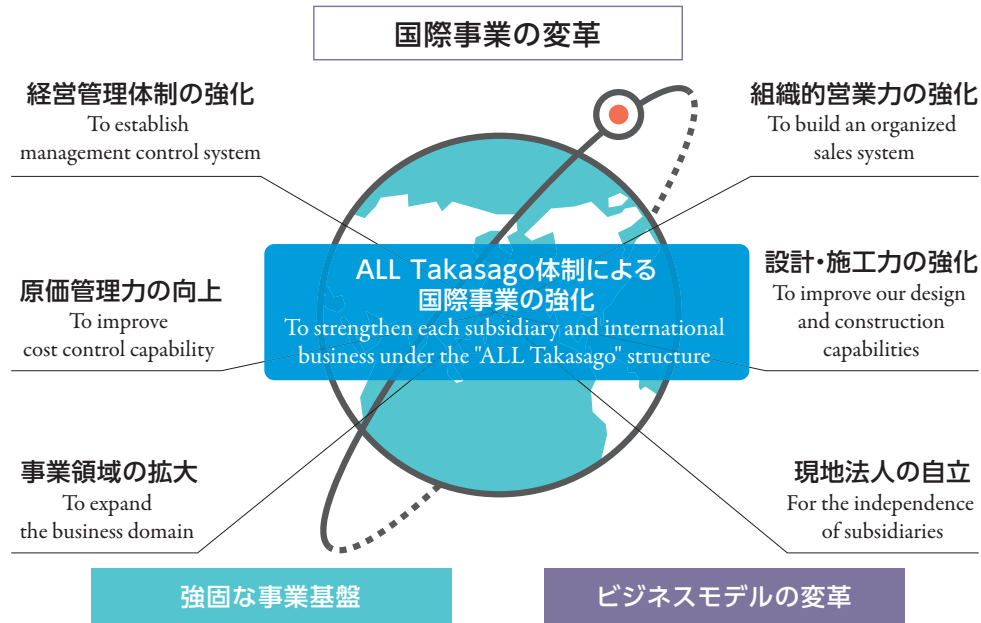 国際事業の変革
経営管理体制の強化
To establish
management control system
組織的営業力の強化
To build an organized
sales system
原価管理力の向上
To improve
cost control capability
ALL Takasago体制による
国際事業の強化
To strengthen each subsidiary and international
business under the "ALL Takasago" structure
設計・施工力の強化
To improve our design
and construction
capabilities
事業領域の拡大
To expand
the business domain
現地法人の自立
For the independence
of subsidiaries
強固な事業基盤
ビジネスモデルの変革